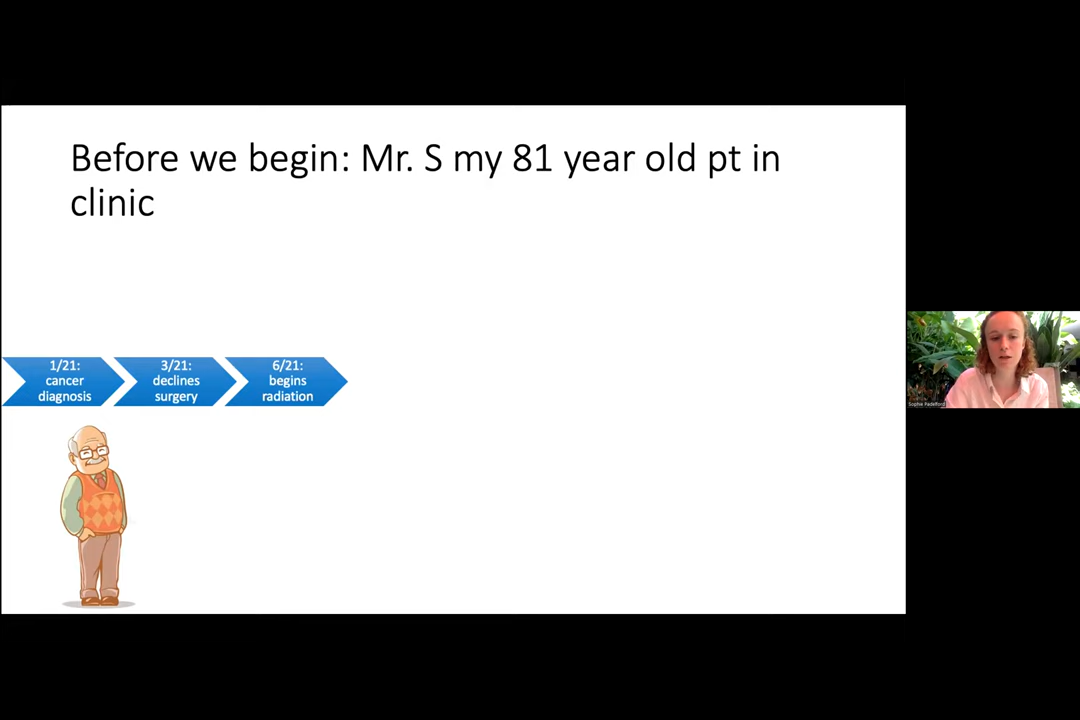 Before we begin: Mr. S my 81 year old pt in
clinic
1/21:
cancer
diagnosis
3/21:
declines
surgery
6/21:
begins
radiation
Sophie Radelford